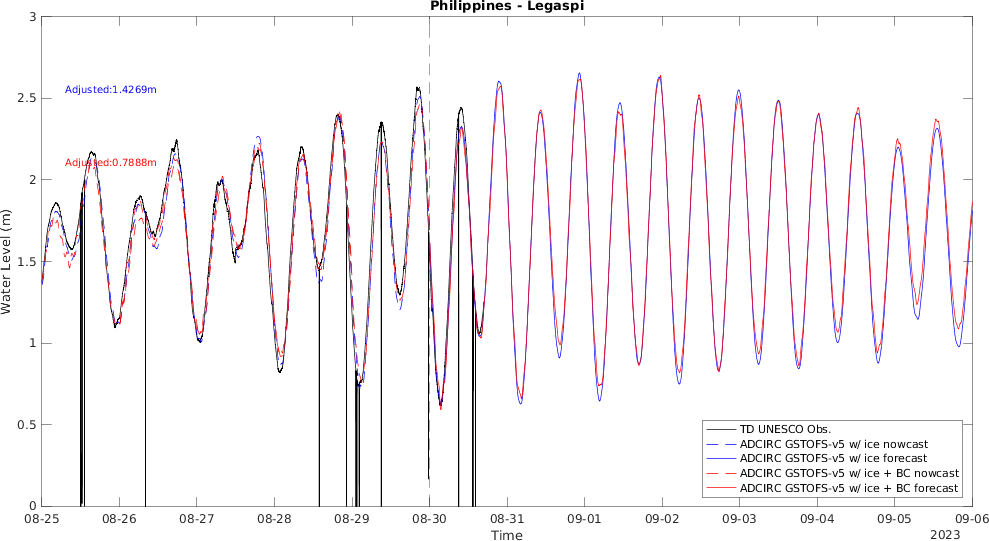 Philippines - Legaspi
3
2.5
2
1.5
1
0.5
0
Water Level (m)
Adjusted:1.4269m
Adjusted:0.7888m
TD UNESCO Obs.
ADCIRC GSTOFS-v5 w/ ice nowcast
ADCIRC GSTOFS-v5 w/ ice forecast
ADCIRC GSTOFS-v5 w/ ice + BC nowcast
ADCIRC GSTOFS-v5 w/ ice + BC forecast
08-25 08-26 08-27 08-28 08-29 08-30 08-31 09-01 09-02 09-03 09-04 09-05 09-06
Time 2023